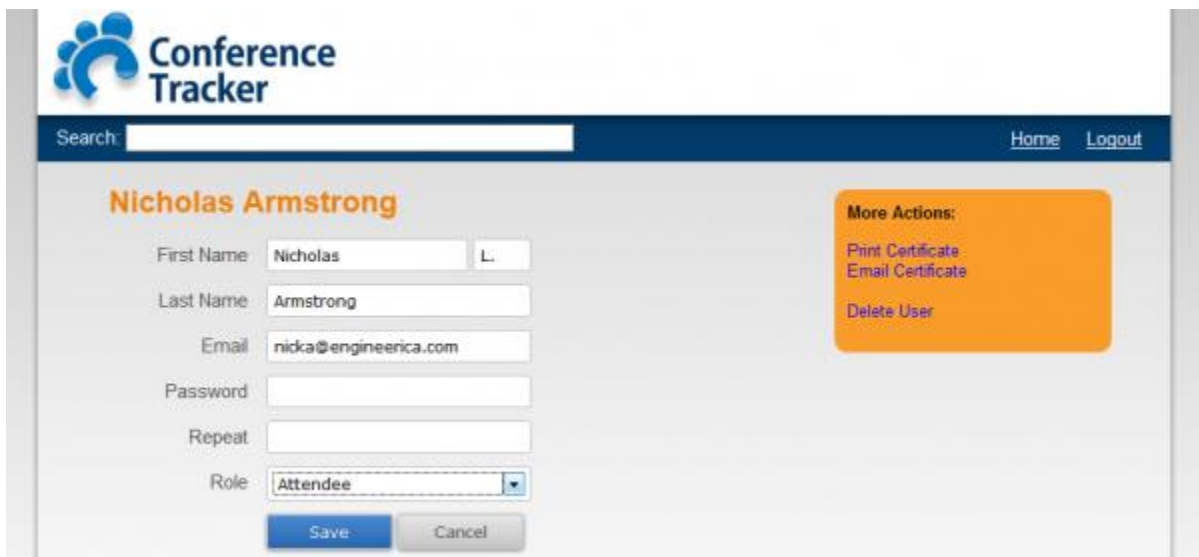 Conference
Tracker
Search: Home Logout
Nicholas Armstrong
First Name Nicholas L.
Last Name Armstrong
Email nicka@engineerica.com
Password
Repeat
Role Attendee
Save Cancel
More Actions:
Print Certificate
Email Certificate
Delete User